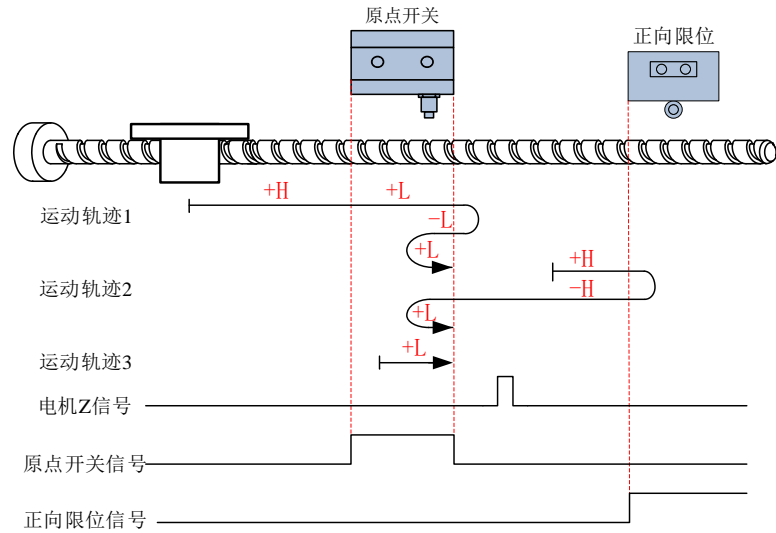 原点开关
正向限位
+H
+L
运动轨迹1
−L
+L
+H
运动轨迹2
−H
+L
运动轨迹3
+L
电机Z信号
原点开关信号
正向限位信号